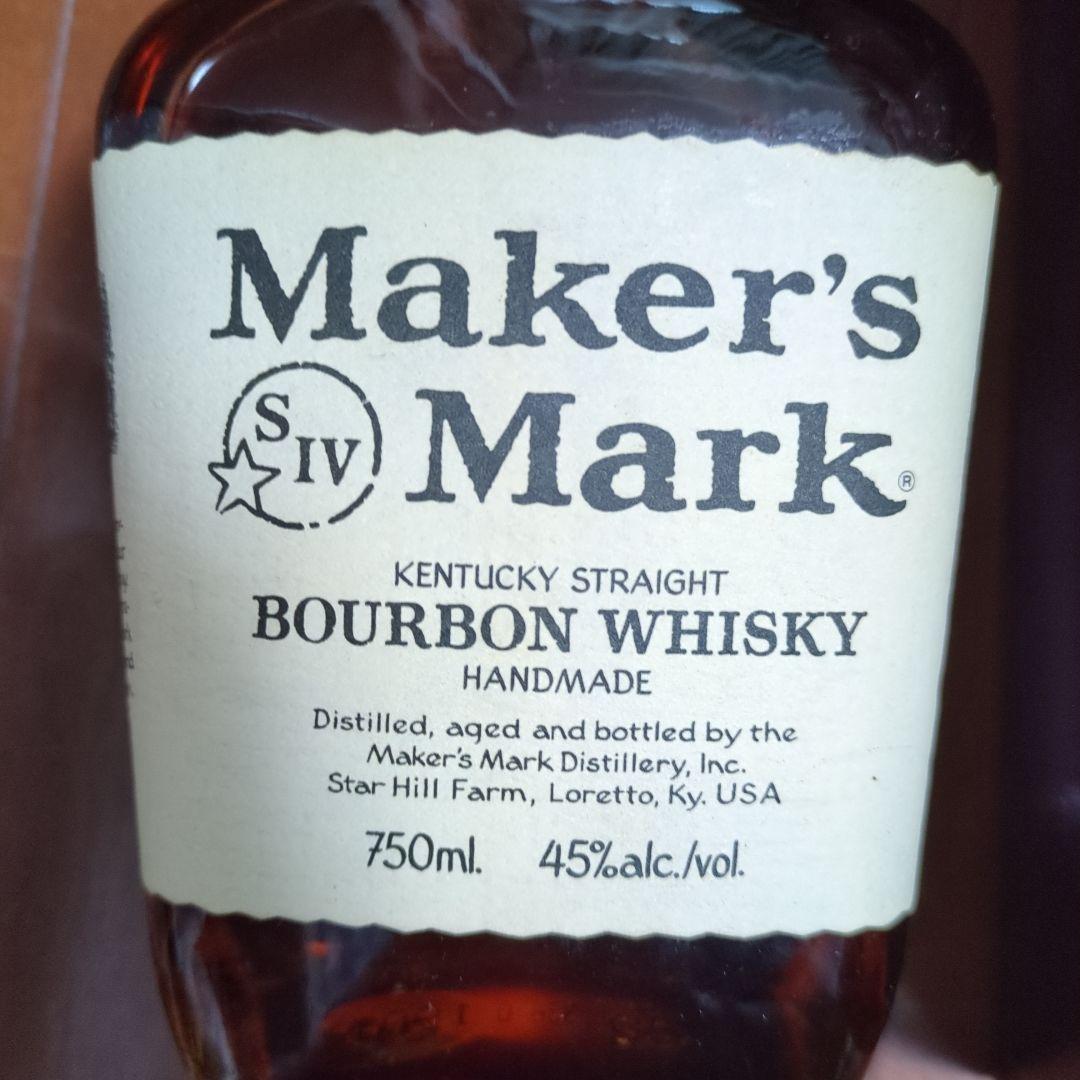 Maker's
S IV Mark®
KENTUCKY STRAIGHT
BOURBON WHISKY
HANDMADE
Distilled, aged and bottled by the
Maker's Mark Distillery, Inc.
Star Hill Farm, Loretto, Ky. USA
750ml. 45%alc./vol.